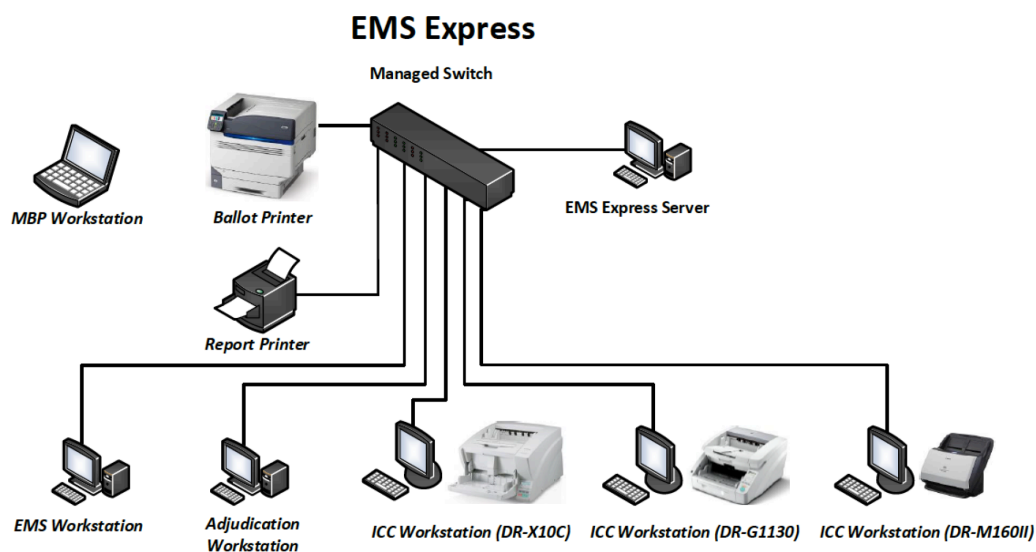 EMS Express
Managed Switch
MBP Workstation
Ballot Printer
EMS Express Server
Report Printer
EMS Workstation
Adjudication
Workstation
ICC Workstation (DR-X10C)
ICC Workstation (DR-G1130)
ICC Workstation (DR-M160II)